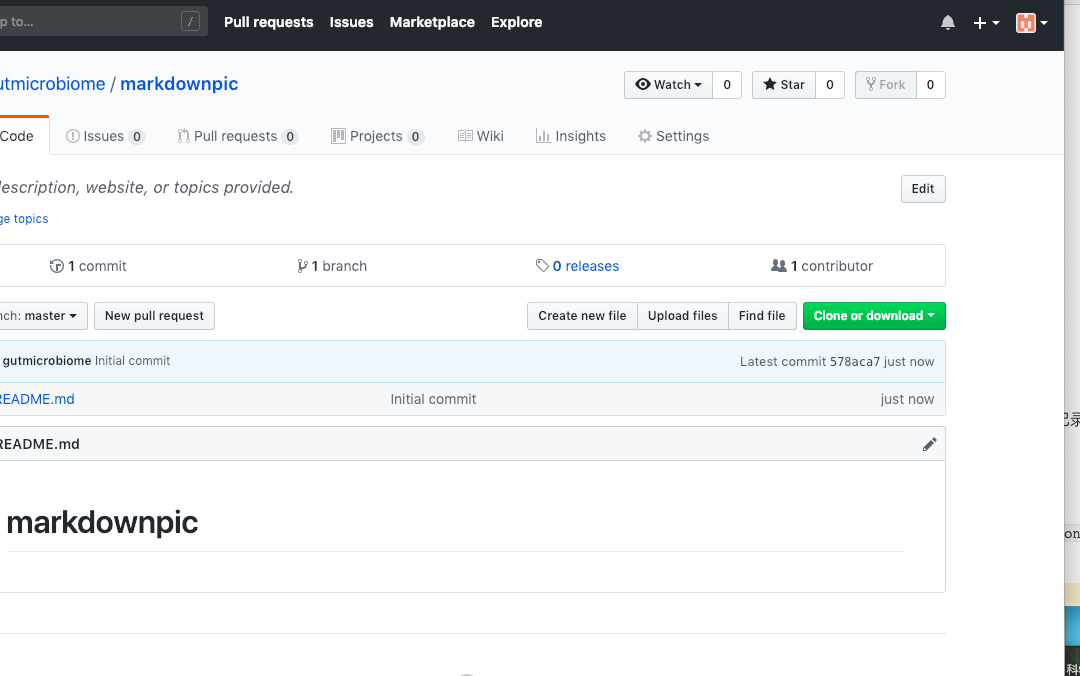 p to... / Pull requests Issues Marketplace Explore
utmicrobiome / markdownpic Watch 0 Star 0 Fork 0
Code Issues 0 Pull requests 0 Projects 0 Wiki Insights Settings
description, website, or topics provided. Edit
ge topics
1 commit 1 branch 0 releases 1 contributor
nch: master New pull request Create new file Upload files Find file Clone or download
gutmicrobiome Initial commit Latest commit 578aca7 just now
README.md Initial commit just now
README.md
记录
markdownpic
on
科